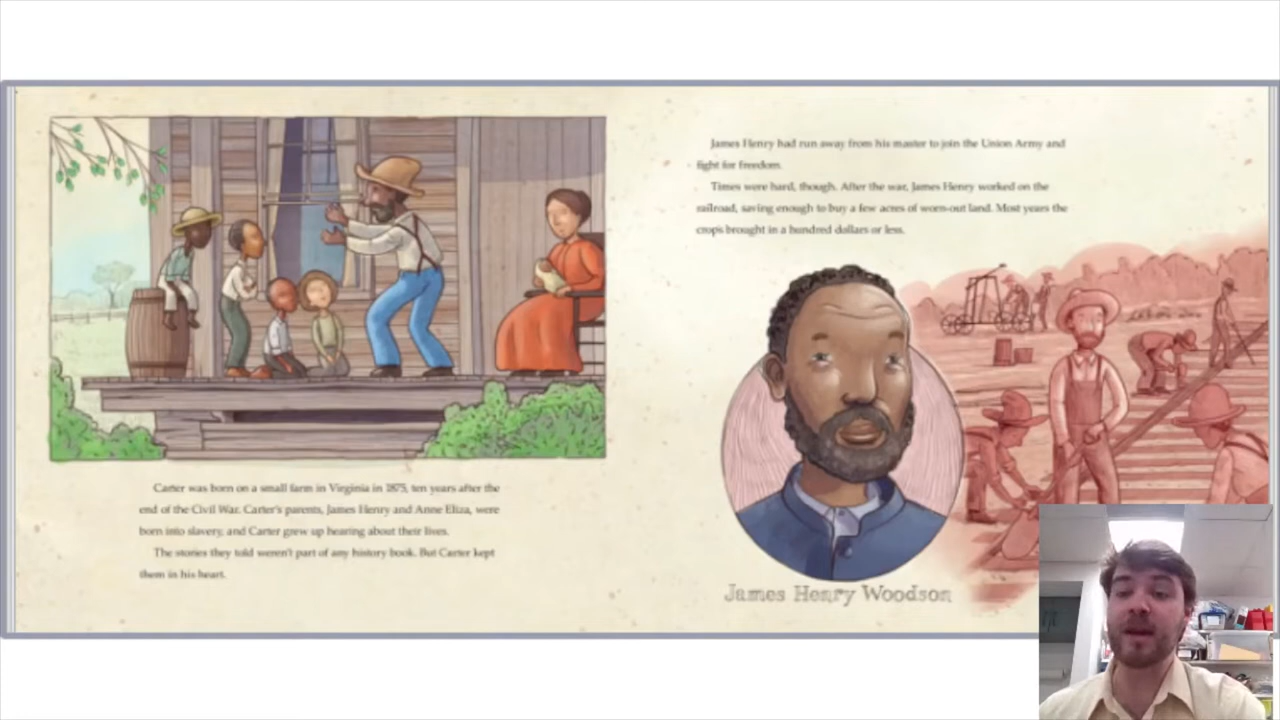 Carter was born on a small farm in Virginia in 1875, ten years after the
end of the Civil War. Carter's parents, James Henry and Anne Eliza, were
born into slavery, and Carter grew up hearing about their lives.
The stories they told weren't part of any history book. But Carter kept
them in his heart.
James Henry had run away from his master to join the Union Army and
fight for freedom.
Times were hard, though. After the war, James Henry worked on the
railroad, saving enough to buy a few acres of worn-out land. Most years the
crops brought in a hundred dollars or less.
James Henry Woodson